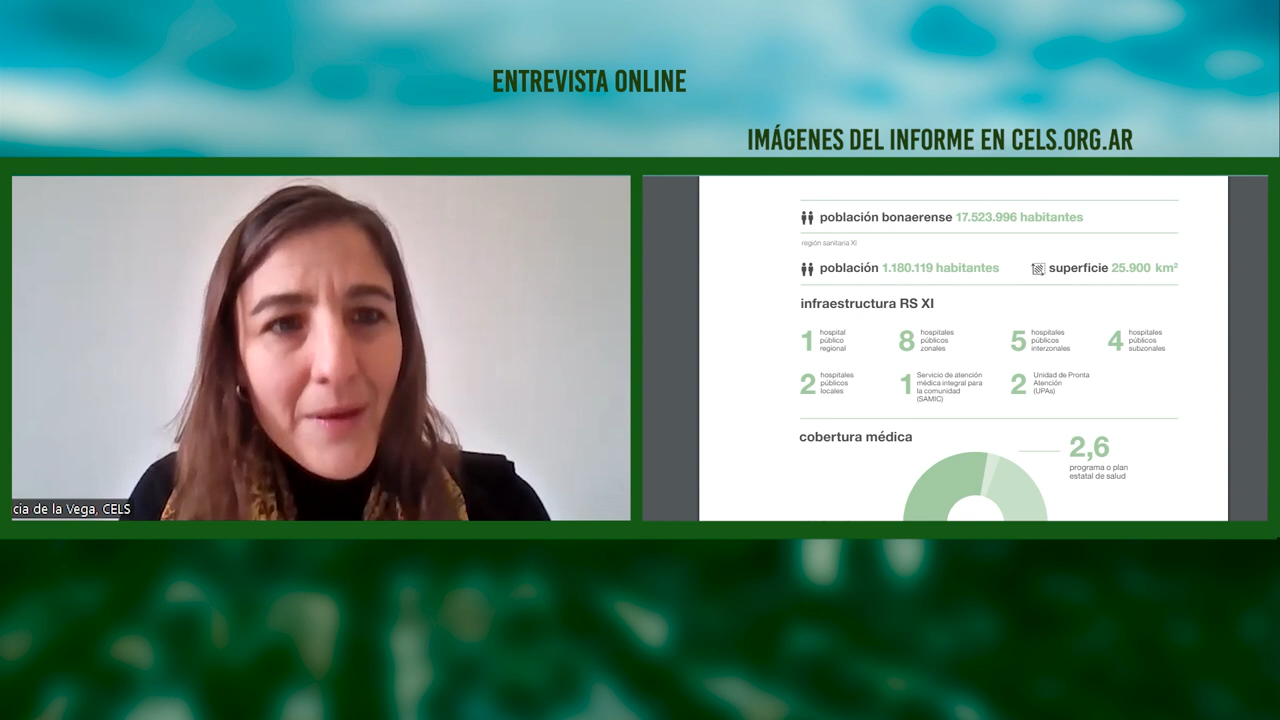 ENTREVISTA ONLINE
IMÁGENES DEL INFORME EN CELS.ORG.AR
cia de la Vega, CELS
población bonaerense 17.523.996 habitantes
región sanitaria XI
población 1.180.119 habitantes
superficie 25.900 km²
infraestructura RS XI
1
hospital
público
regional
8
hospitales
públicos
zonales
5
hospitales
públicos
interzonales
4
hospitales
públicos
subzonales
2
hospitales
públicos
locales
1
Servicio de atención
médica integral para
la comunidad
(SAMIC)
2
Unidad de Pronta
Atención
(UPAs)
cobertura médica
2,6
programa o plan
estatal de salud